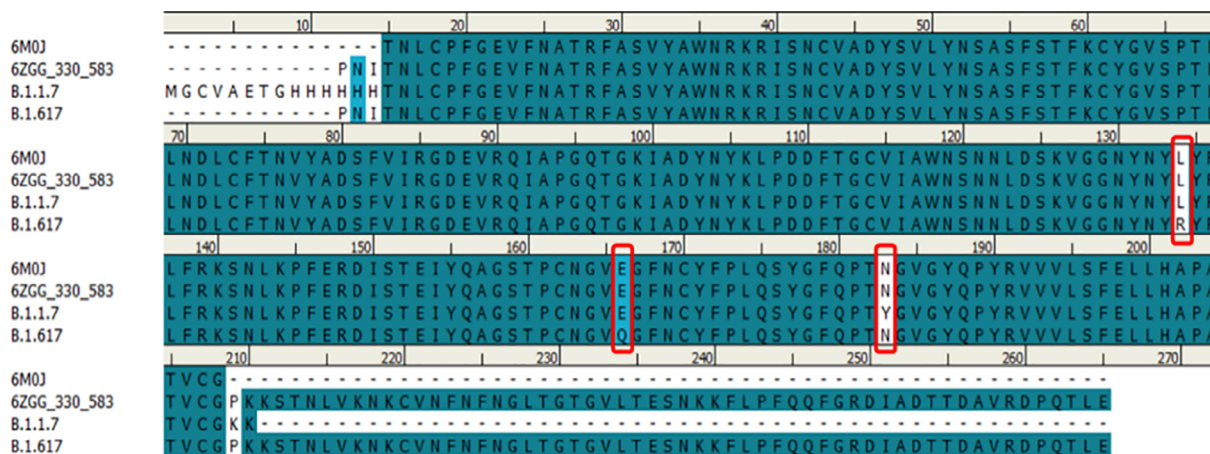 10 20 30 40 50 60
6M0J - - - - - - - - - - - - - - TNLCPFGEVFNATRFASVYAWNRKRISNCVADYSVLYNSASFSTFKCYGVSPT
6ZGG_330_583 - - - - - - - - - - - PNITNLCPFGEVFNATRFASVYAWNRKRISNCVADYSVLYNSASFSTFKCYGVSPT
B.1.1.7 MGCVAETGHHHHHHTNLCPFGEVFNATRFASVYAWNRKRISNCVADYSVLYNSASFSTFKCYGVSPT
B.1.617 - - - - - - - - - - - PNITNLCPFGEVFNATRFASVYAWNRKRISNCVADYSVLYNSASFSTFKCYGVSPT
70 80 90 100 110 120 130
6M0J LNDLCFTNVYADSFVIRGDEVRQIAPGQTGKIADYNYKLPDDFTGCVIAWNSNNLDSKVGGNYNYLY
6ZGG_330_583 LNDLCFTNVYADSFVIRGDEVRQIAPGQTGKIADYNYKLPDDFTGCVIAWNSNNLDSKVGGNYNYLY
B.1.1.7 LNDLCFTNVYADSFVIRGDEVRQIAPGQTGKIADYNYKLPDDFTGCVIAWNSNNLDSKVGGNYNYLY
B.1.617 LNDLCFTNVYADSFVIRGDEVRQIAPGQTGKIADYNYKLPDDFTGCVIAWNSNNLDSKVGGNYNYRY
140 150 160 170 180 190 200
6M0J LFRKSNLKPFERDISTEIYQAGSTPCNGVEGFNCYFPLQSYGFQPTNGVGYQPYRVVVLSFELLHAPA
6ZGG_330_583 LFRKSNLKPFERDISTEIYQAGSTPCNGVEGFNCYFPLQSYGFQPTNGVGYQPYRVVVLSFELLHAPA
B.1.1.7 LFRKSNLKPFERDISTEIYQAGSTPCNGVEGFNCYFPLQSYGFQPTYGVGYQPYRVVVLSFELLHAPA
B.1.617 LFRKSNLKPFERDISTEIYQAGSTPCNGVQGFNCYFPLQSYGFQPTNGVGYQPYRVVVLSFELLHAPA
210 220 230 240 250 260 270
6M0J TVCG - - - - - - - - - - - - - - - - - - - - - - - - - - - - - - - - - - - - - - - - - - - - - - - - - - - - - - - - -
6ZGG_330_583 TVCGPKKSTNLVKNKCVNFNFNGLTGTGVLTESNKKFLPFQQFGRDIADTTDAVRDPQTLE
B.1.1.7 TVCGKK - - - - - - - - - - - - - - - - - - - - - - - - - - - - - - - - - - - - - - - - - - - - - - - - - - - - - - -
B.1.617 TVCGPKKSTNLVKNKCVNFNFNGLTGTGVLTESNKKFLPFQQFGRDIADTTDAVRDPQTLE